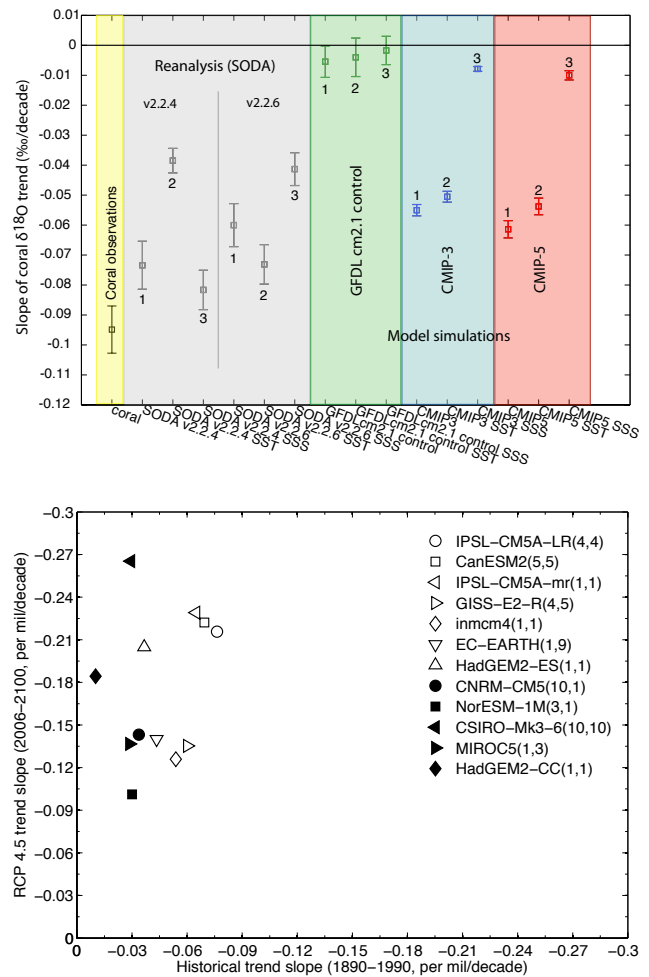 0
−0.01
−0.02
−0.03
−0.04
−0.05
−0.06
−0.07
−0.08
−0.09
−0.1
−0.11
−0.12
Slope of coral δ18O trend (‰/decade)
Coral observations
Reanalysis (SODA)
v2.2.4
v2.2.6
1
2
3
1
2
3
1
2
3
GFDL cm2.1 control
1
2
3
CMIP-3
1
2
3
CMIP-5
Model simulations
coral
SODA v2.2.4
SODA v2.2.4 SST
SODA v2.2.4 SSS
SODA v2.2.6
SODA v2.2.6 SST
SODA v2.2.6 SSS
GFDL cm2.1 control
GFDL cm2.1 control SST
GFDL cm2.1 control SSS
CMIP3
CMIP3 SST
CMIP3 SSS
CMIP5
CMIP5 SST
CMIP5 SSS
−0.3
−0.27
−0.24
−0.21
−0.18
−0.15
−0.12
−0.09
−0.06
−0.03
0
RCP 4.5 trend slope (2006−2100, per mil/decade)
IPSL−CM5A−LR(4,4)
CanESM2(5,5)
IPSL−CM5A−mr(1,1)
GISS−E2−R(4,5)
inmcm4(1,1)
EC−EARTH(1,9)
HadGEM2−ES(1,1)
CNRM−CM5(10,1)
NorESM−1M(3,1)
CSIRO−Mk3−6(10,10)
MIROC5(1,3)
HadGEM2−CC(1,1)
0 −0.03 −0.06 −0.09 −0.12 −0.15 −0.18 −0.21 −0.24 −0.27 −0.3
Historical trend slope (1890−1990, per mil/decade)